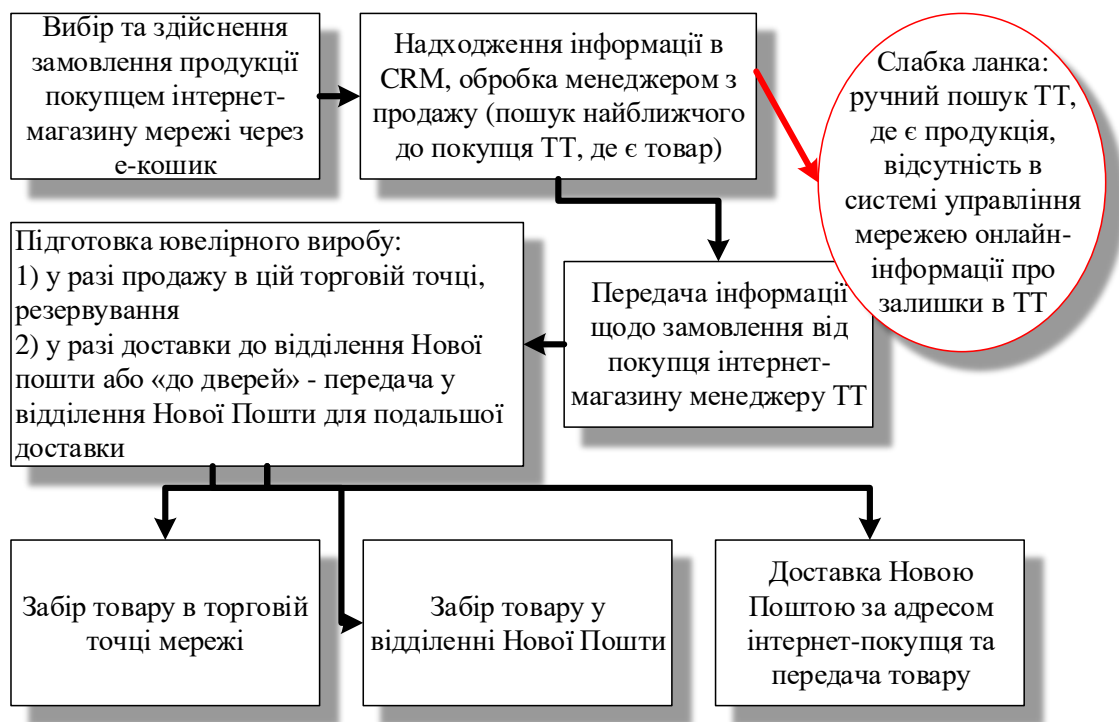 Вибір та здійснення
замовлення продукції
покупцем інтернет-
магазину мережі через
е-кошик
Надходження інформації в
CRM, обробка менеджером з
продажу (пошук найближчого
до покупця ТТ, де є товар)
Слабка ланка:
ручний пошук ТТ,
де є продукція,
відсутність в
системі управління
мережею онлайн-
інформації про
залишки в ТТ
Передача інформації
щодо замовлення від
покупця інтернет-
магазину менеджеру ТТ
Підготовка ювелірного виробу:
1) у разі продажу в цій торговій точці,
резервування
2) у разі доставки до відділення Нової
пошти або «до дверей» - передача у
відділення Нової Пошти для подальшої
доставки
Забір товару в торговій
точці мережі
Забір товару у
відділенні Нової Пошти
Доставка Новою
Поштою за адресом
інтернет-покупця та
передача товару